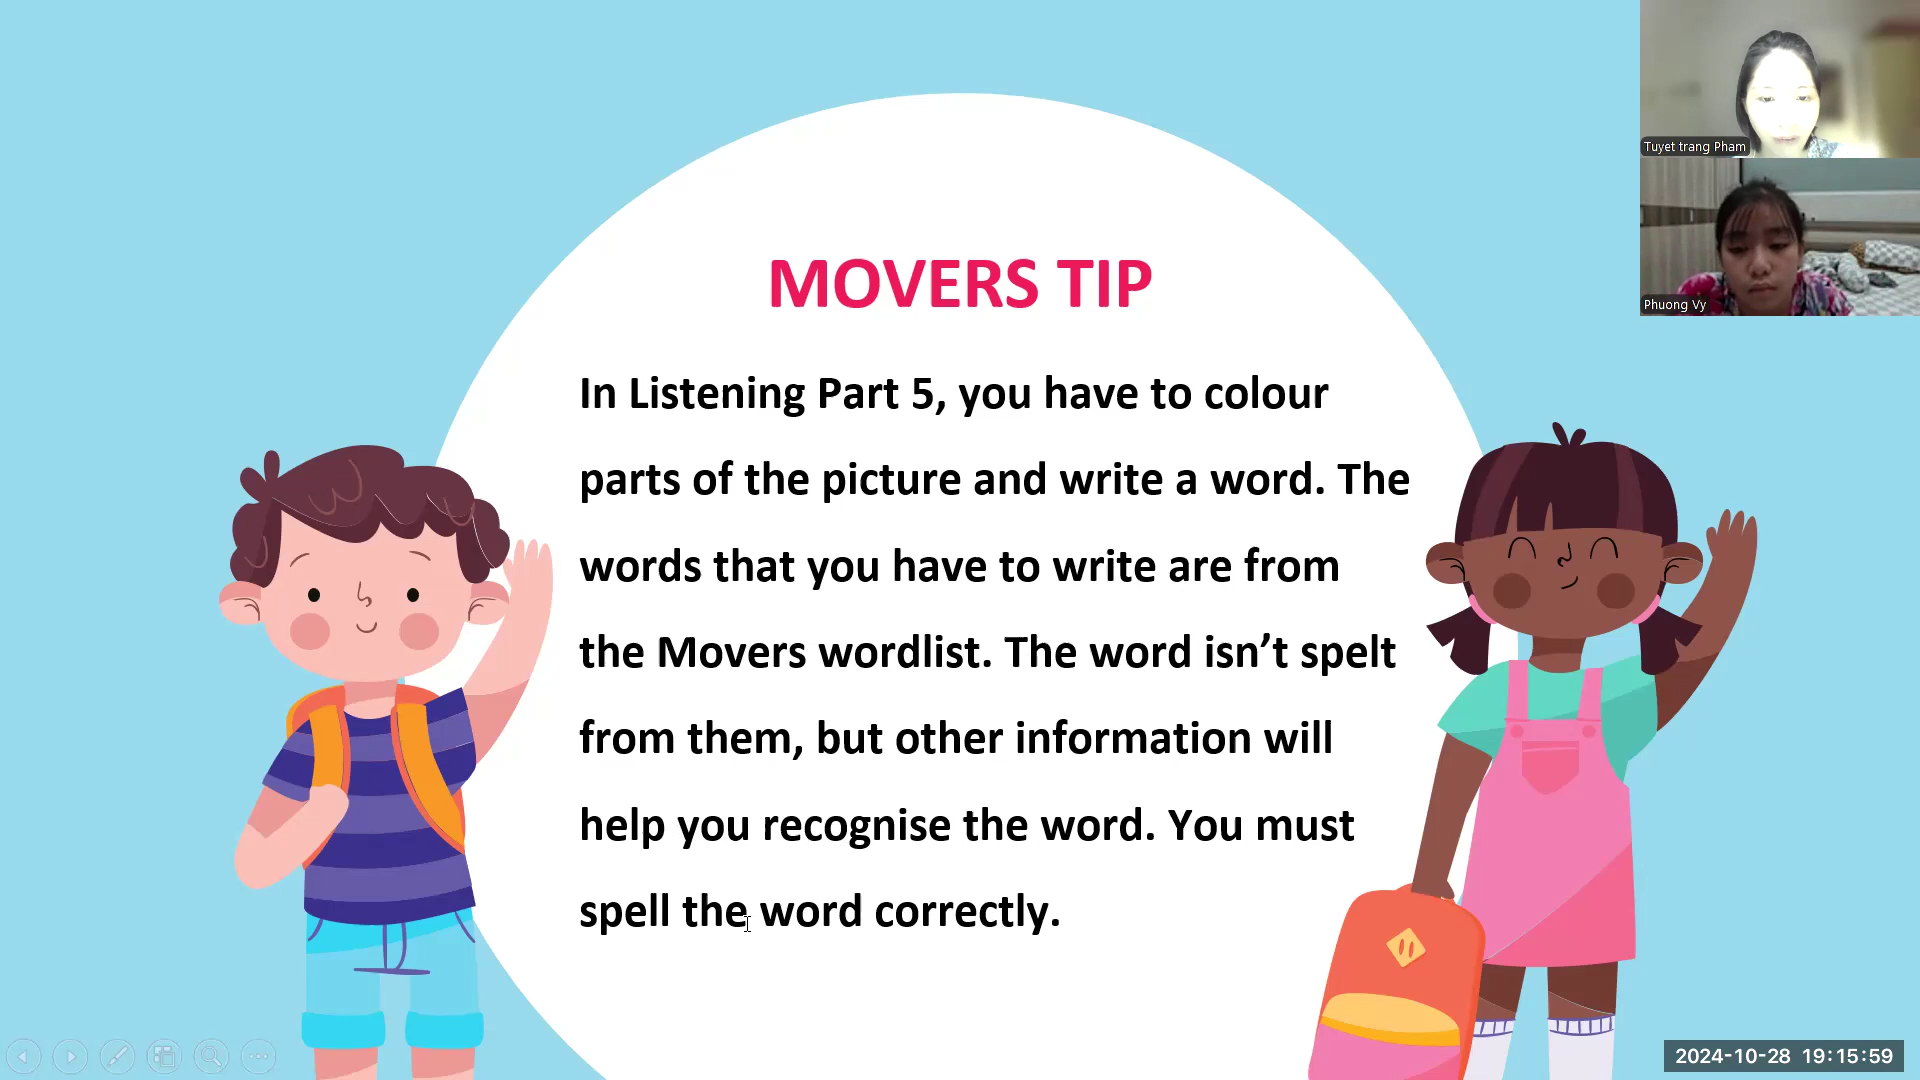 Tuyet trang Pham
Phuong Vy
MOVERS TIP
In Listening Part 5, you have to colour
parts of the picture and write a word. The
words that you have to write are from
the Movers wordlist. The word isn’t spelt
from them, but other information will
help you recognise the word. You must
spell the word correctly.
2024-10-28 19:15:59